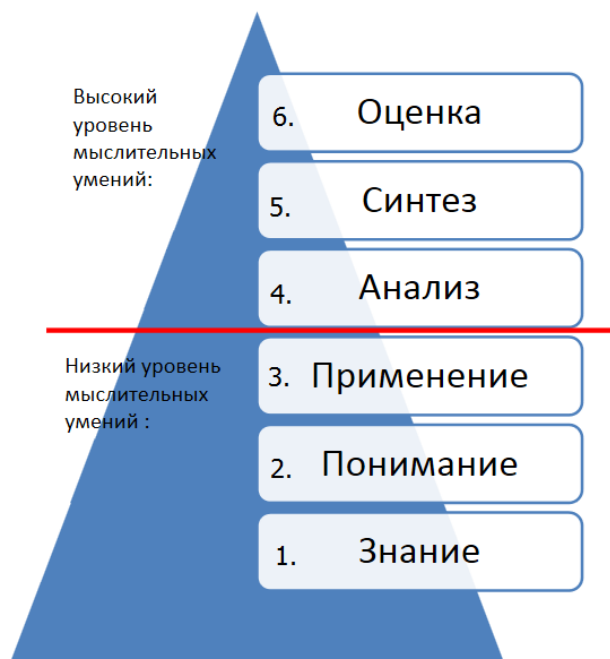 Высокий
уровень
мыслительных
умений:
6. Оценка
5. Синтез
4. Анализ
Низкий уровень
мыслительных
умений :
3. Применение
2. Понимание
1. Знание